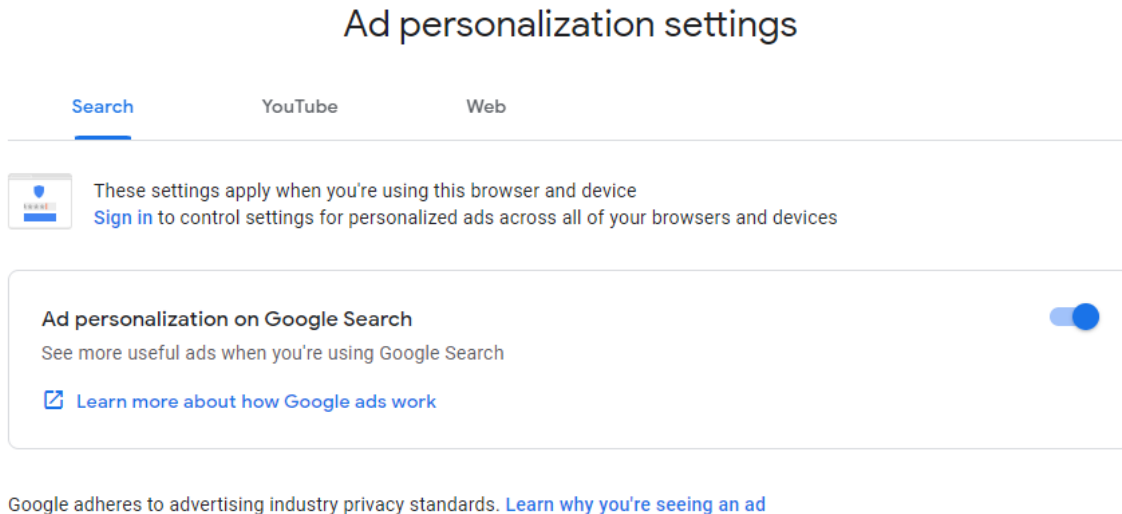 Ad personalization settings
Search YouTube Web
These settings apply when you're using this browser and device
Sign in to control settings for personalized ads across all of your browsers and devices
Ad personalization on Google Search
See more useful ads when you're using Google Search
Learn more about how Google ads work
Google adheres to advertising industry privacy standards. Learn why you're seeing an ad